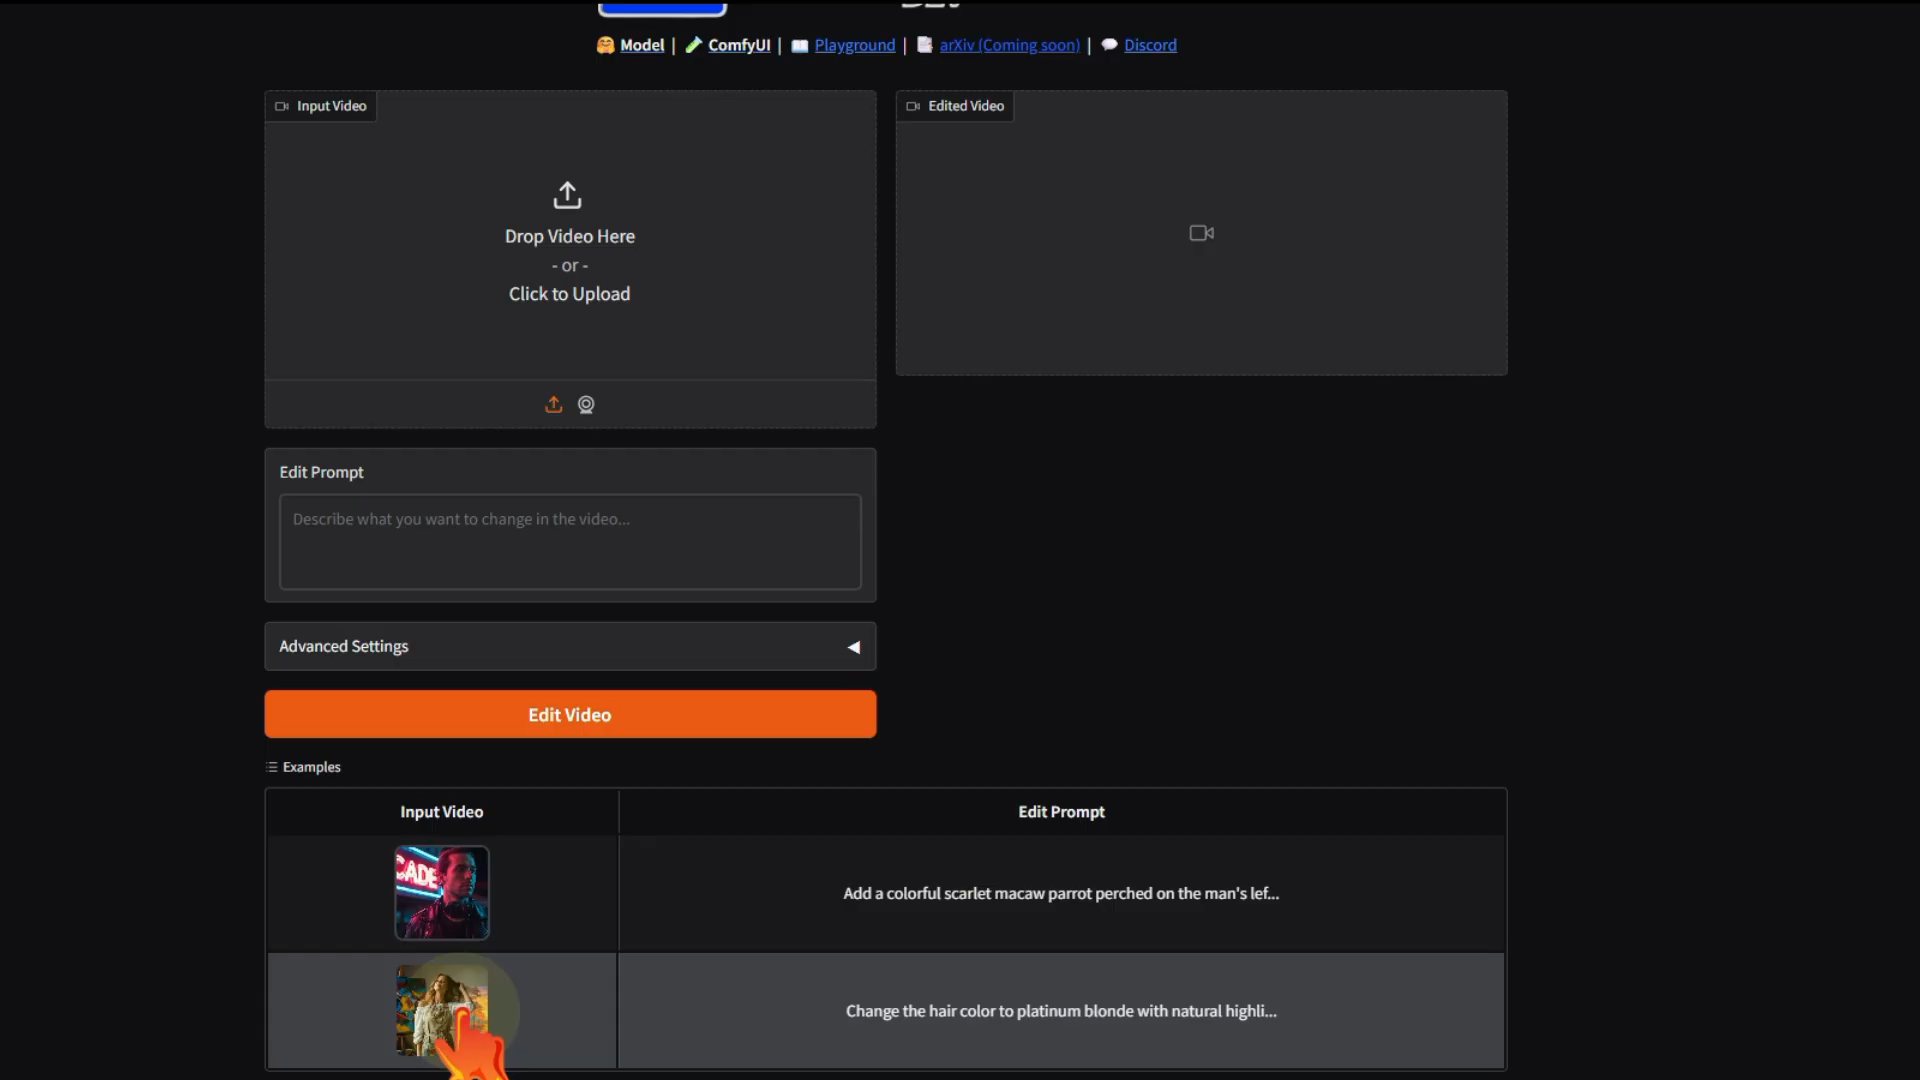 Model | ComfyUI | Playground | arXiv (Coming soon) | Discord
Input Video
Edited Video
Drop Video Here
- or -
Click to Upload
Edit Prompt
Describe what you want to change in the video...
Advanced Settings
Edit Video
Examples
Input Video
Edit Prompt
CADE
Add a colorful scarlet macaw parrot perched on the man's lef...
Change the hair color to platinum blonde with natural highli...